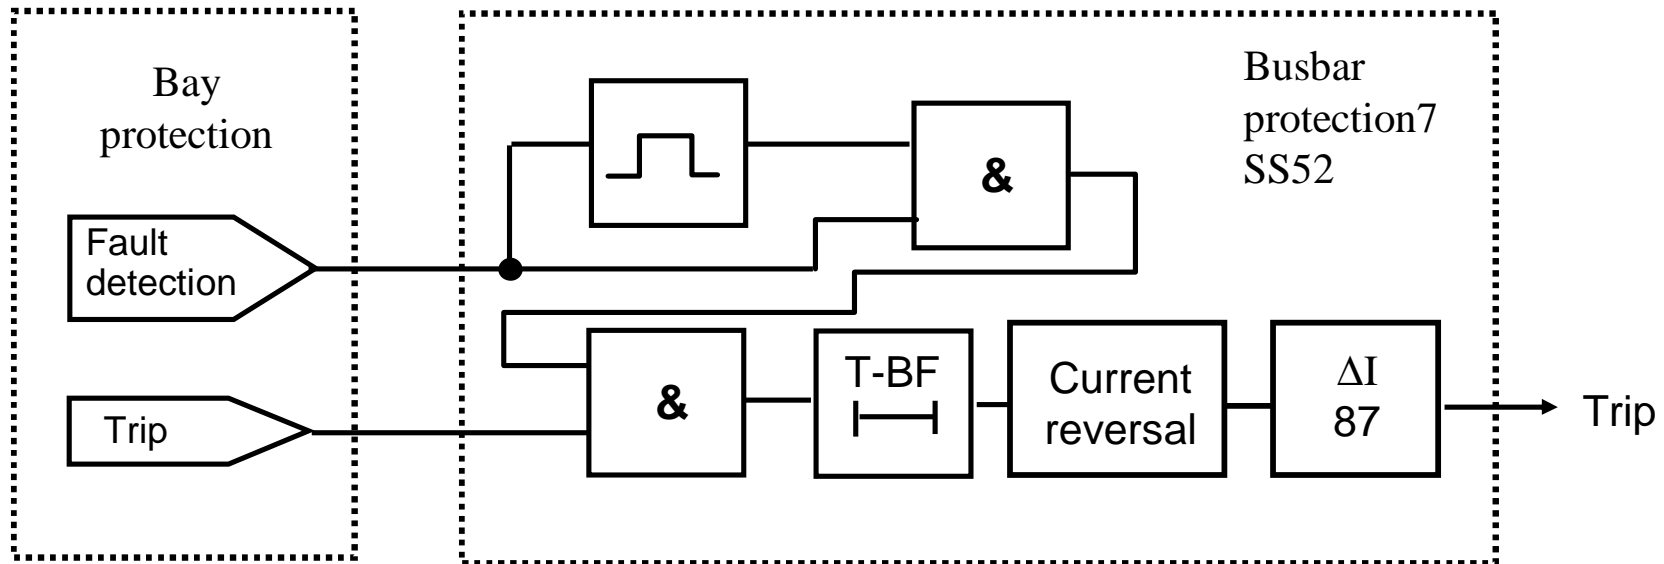 Bay
protection
Busbar
protection7
SS52
&
Fault
detection
Trip
&
T-BF
Current
reversal
ΔI
87
Trip